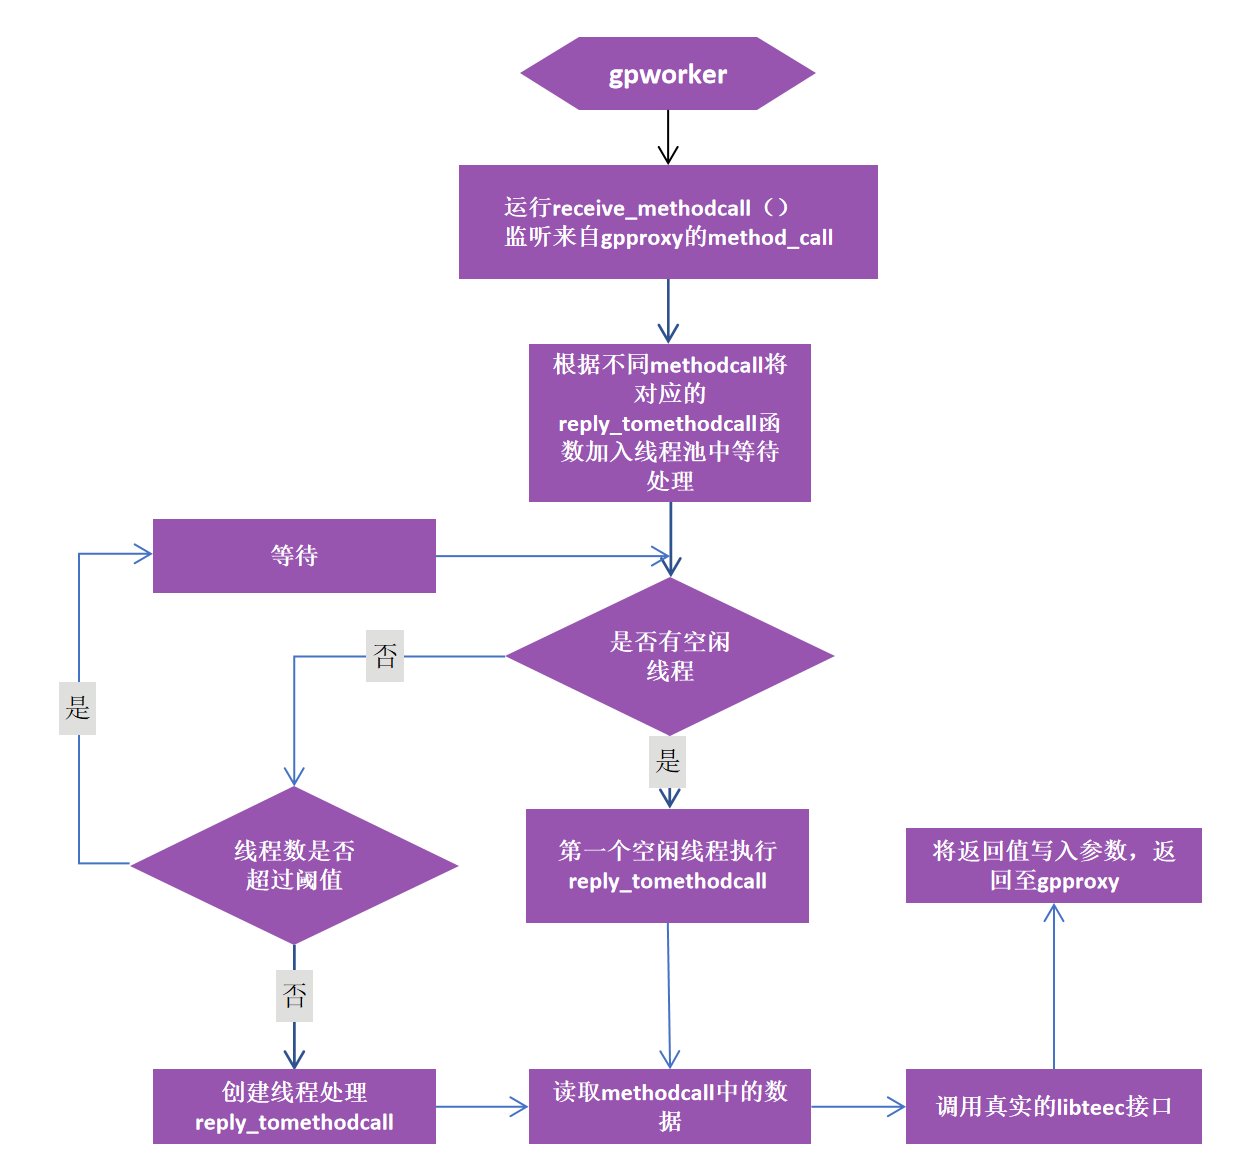 gpworker
运行receive_methodcall（）
监听来自gpproxy的method_call
根据不同methodcall将
对应的
reply_tomethodcall函
数加入线程池中等待
处理
等待
是否有空闲
线程
否
是
是
线程数是否
超过阈值
第一个空闲线程执行
reply_tomethodcall
将返回值写入参数，返
回至gpproxy
否
创建线程处理
reply_tomethodcall
读取methodcall中的数
据
调用真实的libteec接口